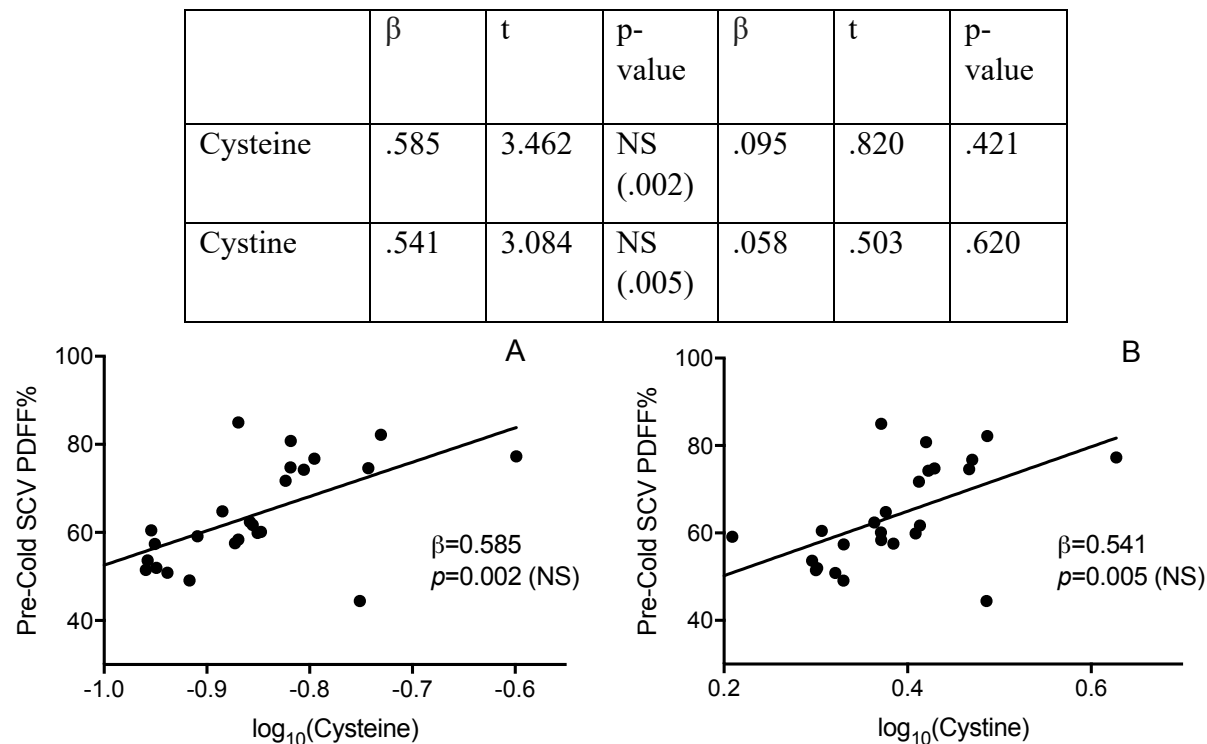 β t p- β t p-
value value
Cysteine .585 3.462 NS .095 .820 .421
(.002)
Cystine .541 3.084 NS .058 .503 .620
(.005)
A
100
80
60
40
Pre-Cold SCV PDFF%
β=0.585
p=0.002 (NS)
-1.0 -0.9 -0.8 -0.7 -0.6
log10(Cysteine)
B
100
80
60
40
Pre-Cold SCV PDFF%
β=0.541
p=0.005 (NS)
0.2 0.4 0.6
log10(Cystine)